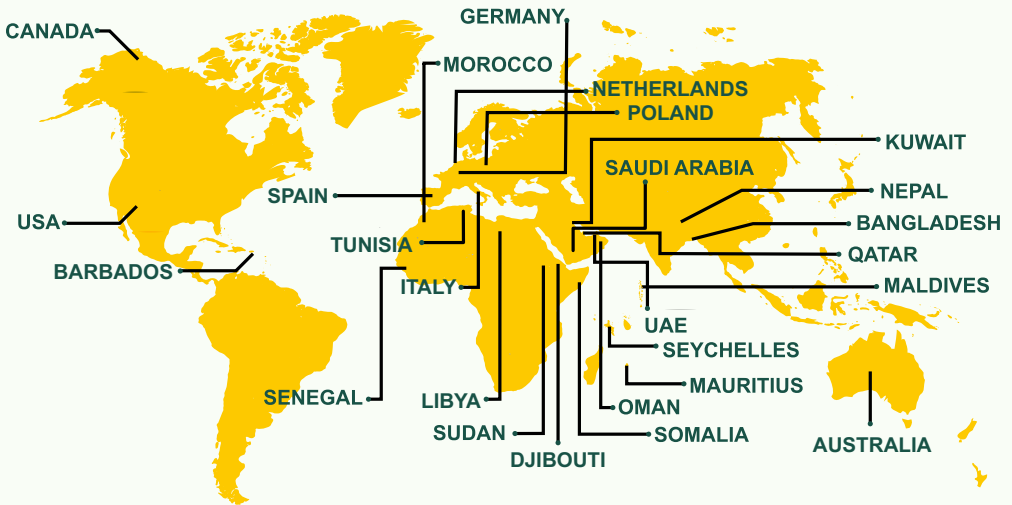 GERMANY
CANADA
MOROCCO
NETHERLANDS
POLAND
KUWAIT
SAUDI ARABIA
SPAIN
NEPAL
USA
BANGLADESH
TUNISIA
QATAR
BARBADOS
ITALY
MALDIVES
UAE
SEYCHELLES
MAURITIUS
SENEGAL
LIBYA
OMAN
SUDAN
SOMALIA
AUSTRALIA
DJIBOUTI